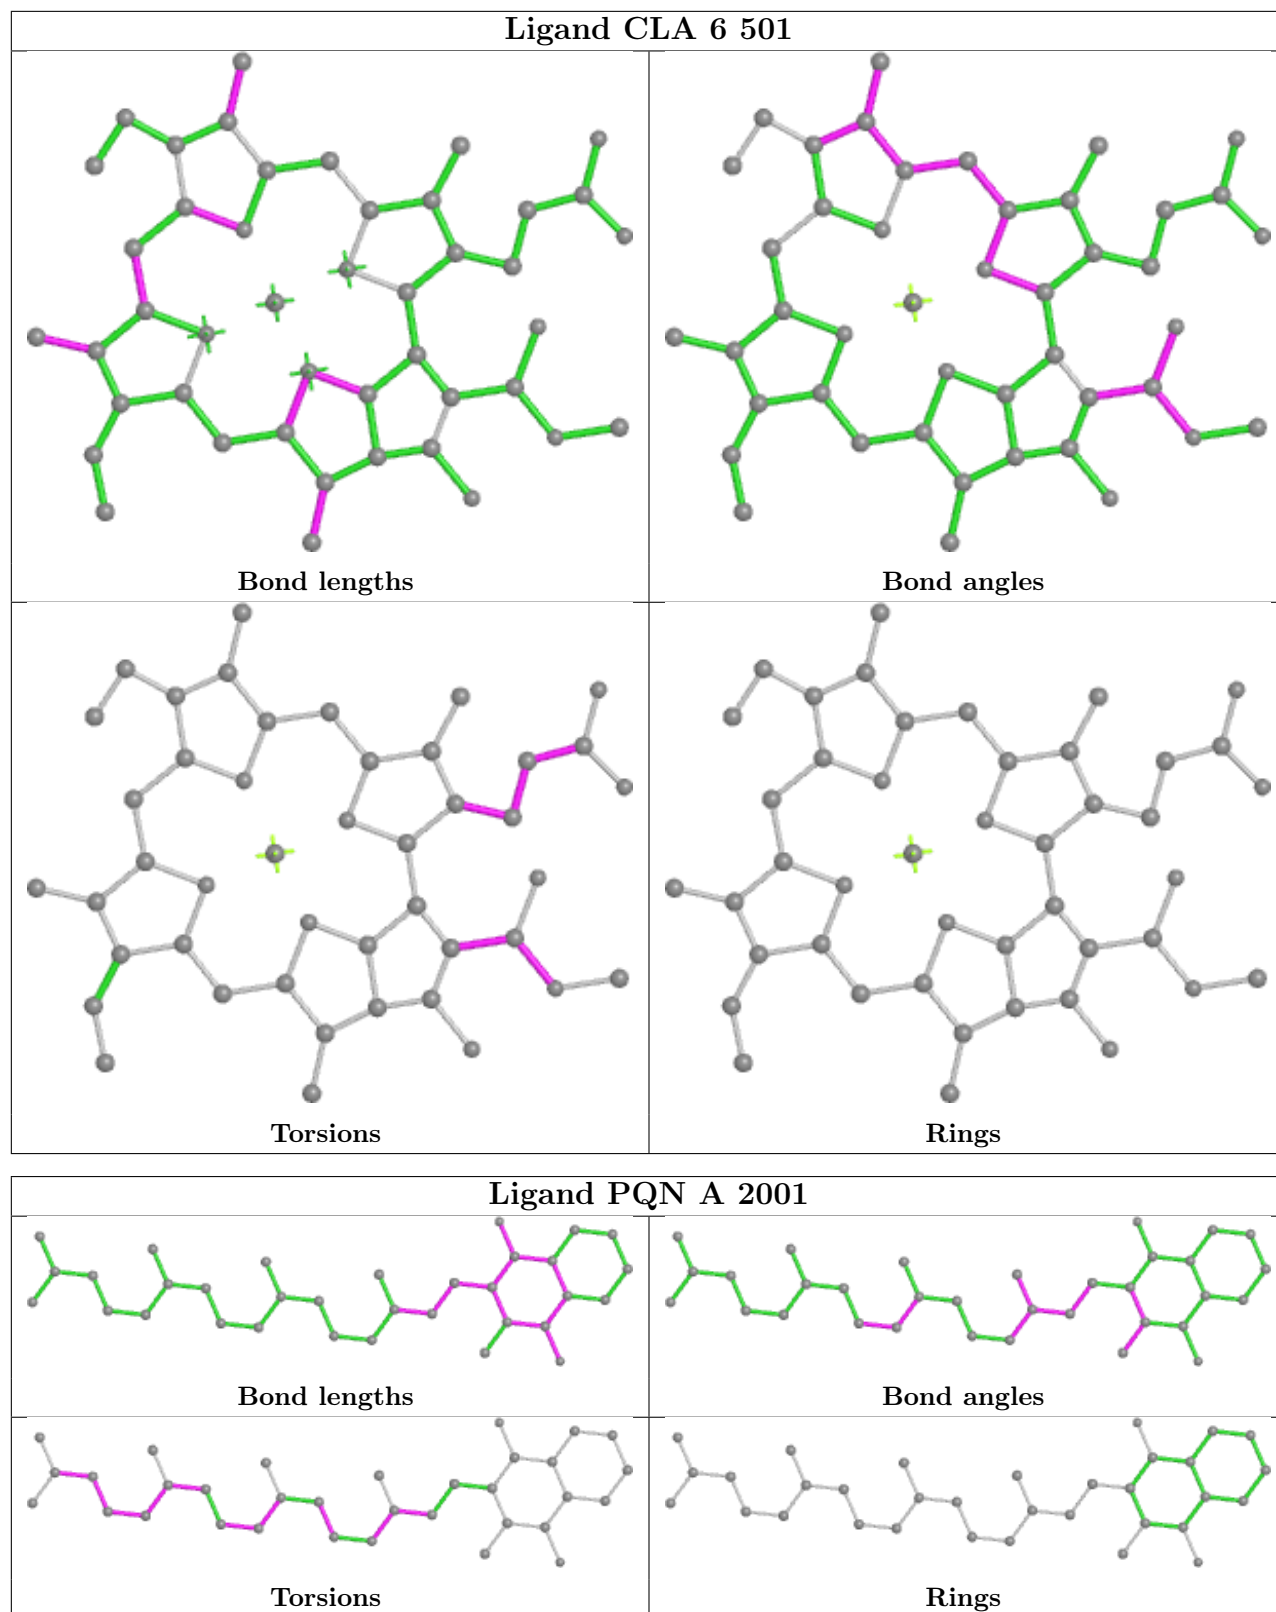 Ligand CLA 6 501
Bond lengths
Bond angles
Torsions
Rings
Ligand PQN A 2001
Bond lengths
Bond angles
Torsions
Rings